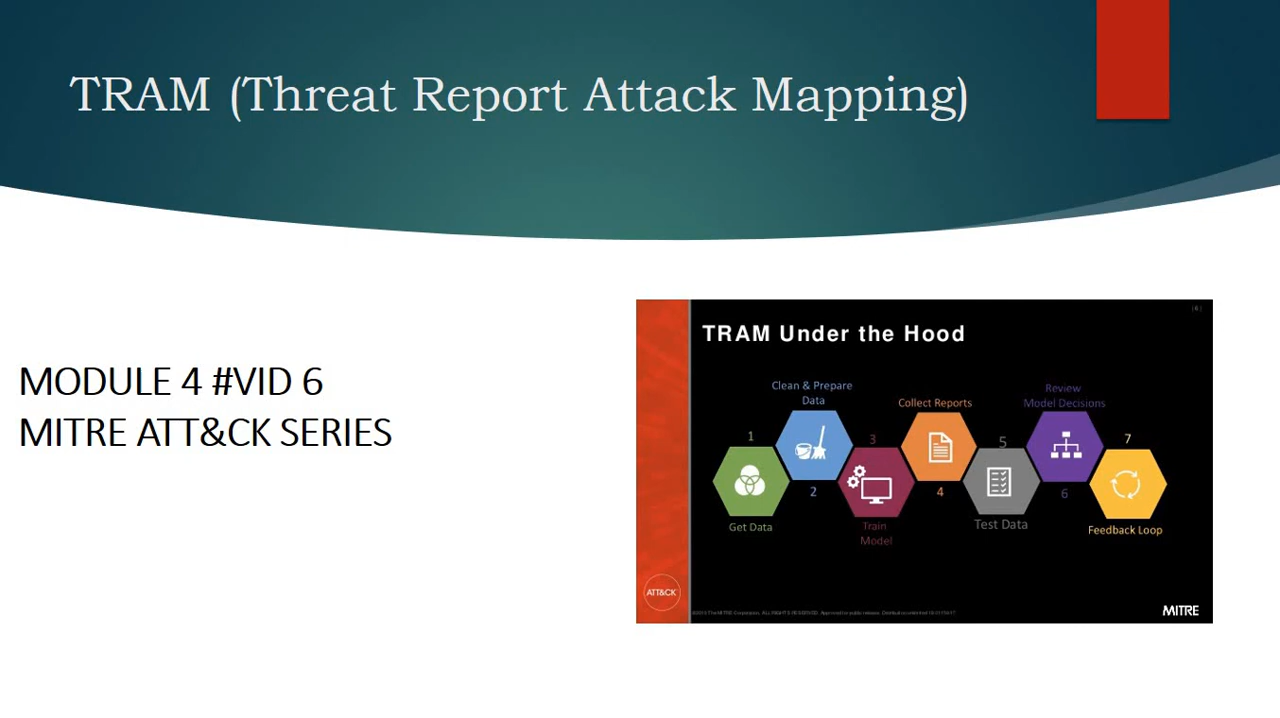 TRAM (Threat Report Attack Mapping)
MODULE 4 #VID 6
MITRE ATT&CK SERIES
TRAM Under the Hood
1
Get Data
Clean & Prepare
Data
2
3
Train
Model
Collect Reports
4
5
Test Data
Review
Model Decisions
6
7
Feedback Loop
ATT&CK
MITRE